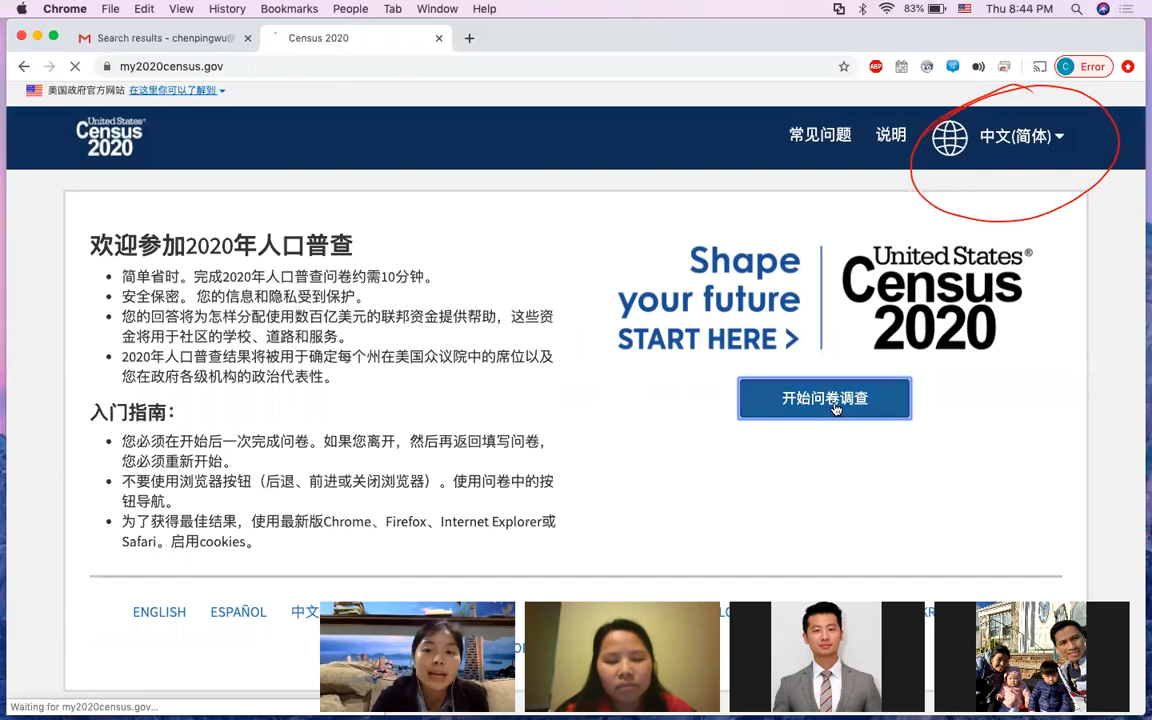 Chrome File Edit View History Bookmarks People Tab Window Help 83% Thu 8:44 PM
Search results - chenpingwu@ Census 2020
my2020census.gov ABP C Error
美国政府官方网站 在这里你可以了解到
United States®
Census
2020
常见问题 说明 中文(简体)
欢迎参加2020年人口普查
• 简单省时。完成2020年人口普查问卷约需10分钟。
• 安全保密。 您的信息和隐私受到保护。
• 您的回答将为怎样分配使用数百亿美元的联邦资金提供帮助，这些资
金将用于社区的学校、道路和服务。
• 2020年人口普查结果将被用于确定每个州在美国众议院中的席位以及
您在政府各级机构的政治代表性。
入门指南：
• 您必须在开始后一次完成问卷。如果您离开，然后再返回填写问卷，
您必须重新开始。
• 不要使用浏览器按钮（后退、前进或关闭浏览器）。使用问卷中的按
钮导航。
• 为了获得最佳结果，使用最新版Chrome、Firefox、Internet Explorer或
Safari。启用cookies。
Shape
your future
START HERE >
United States®
Census
2020
开始问卷调查
ENGLISH ESPAÑOL 中文
Waiting for my2020census.gov...